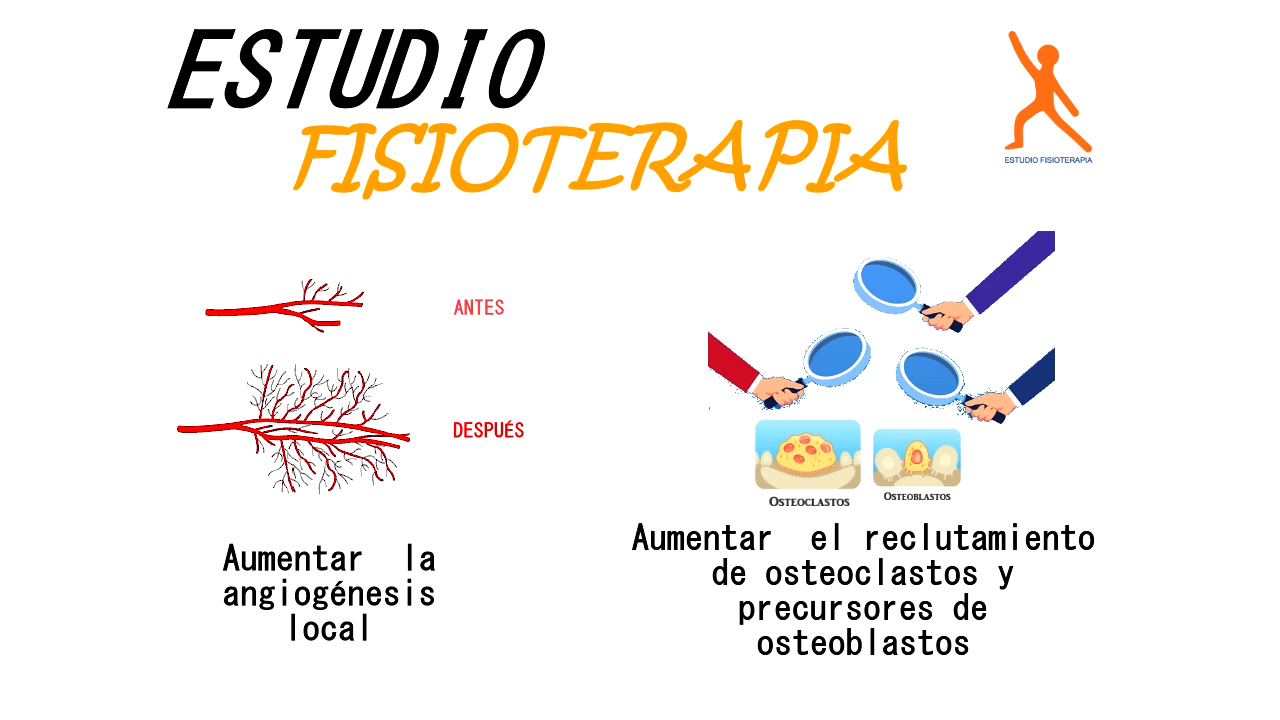 ESTUDIO
FISIOTERAPIA
ESTUDIO FISIOTERAPIA
ANTES
DESPUÉS
Aumentar la
angiogénesis
local
OSTEOCLASTOS
OSTEOBLASTOS
Aumentar el reclutamiento
de osteoclastos y
precursores de
osteoblastos